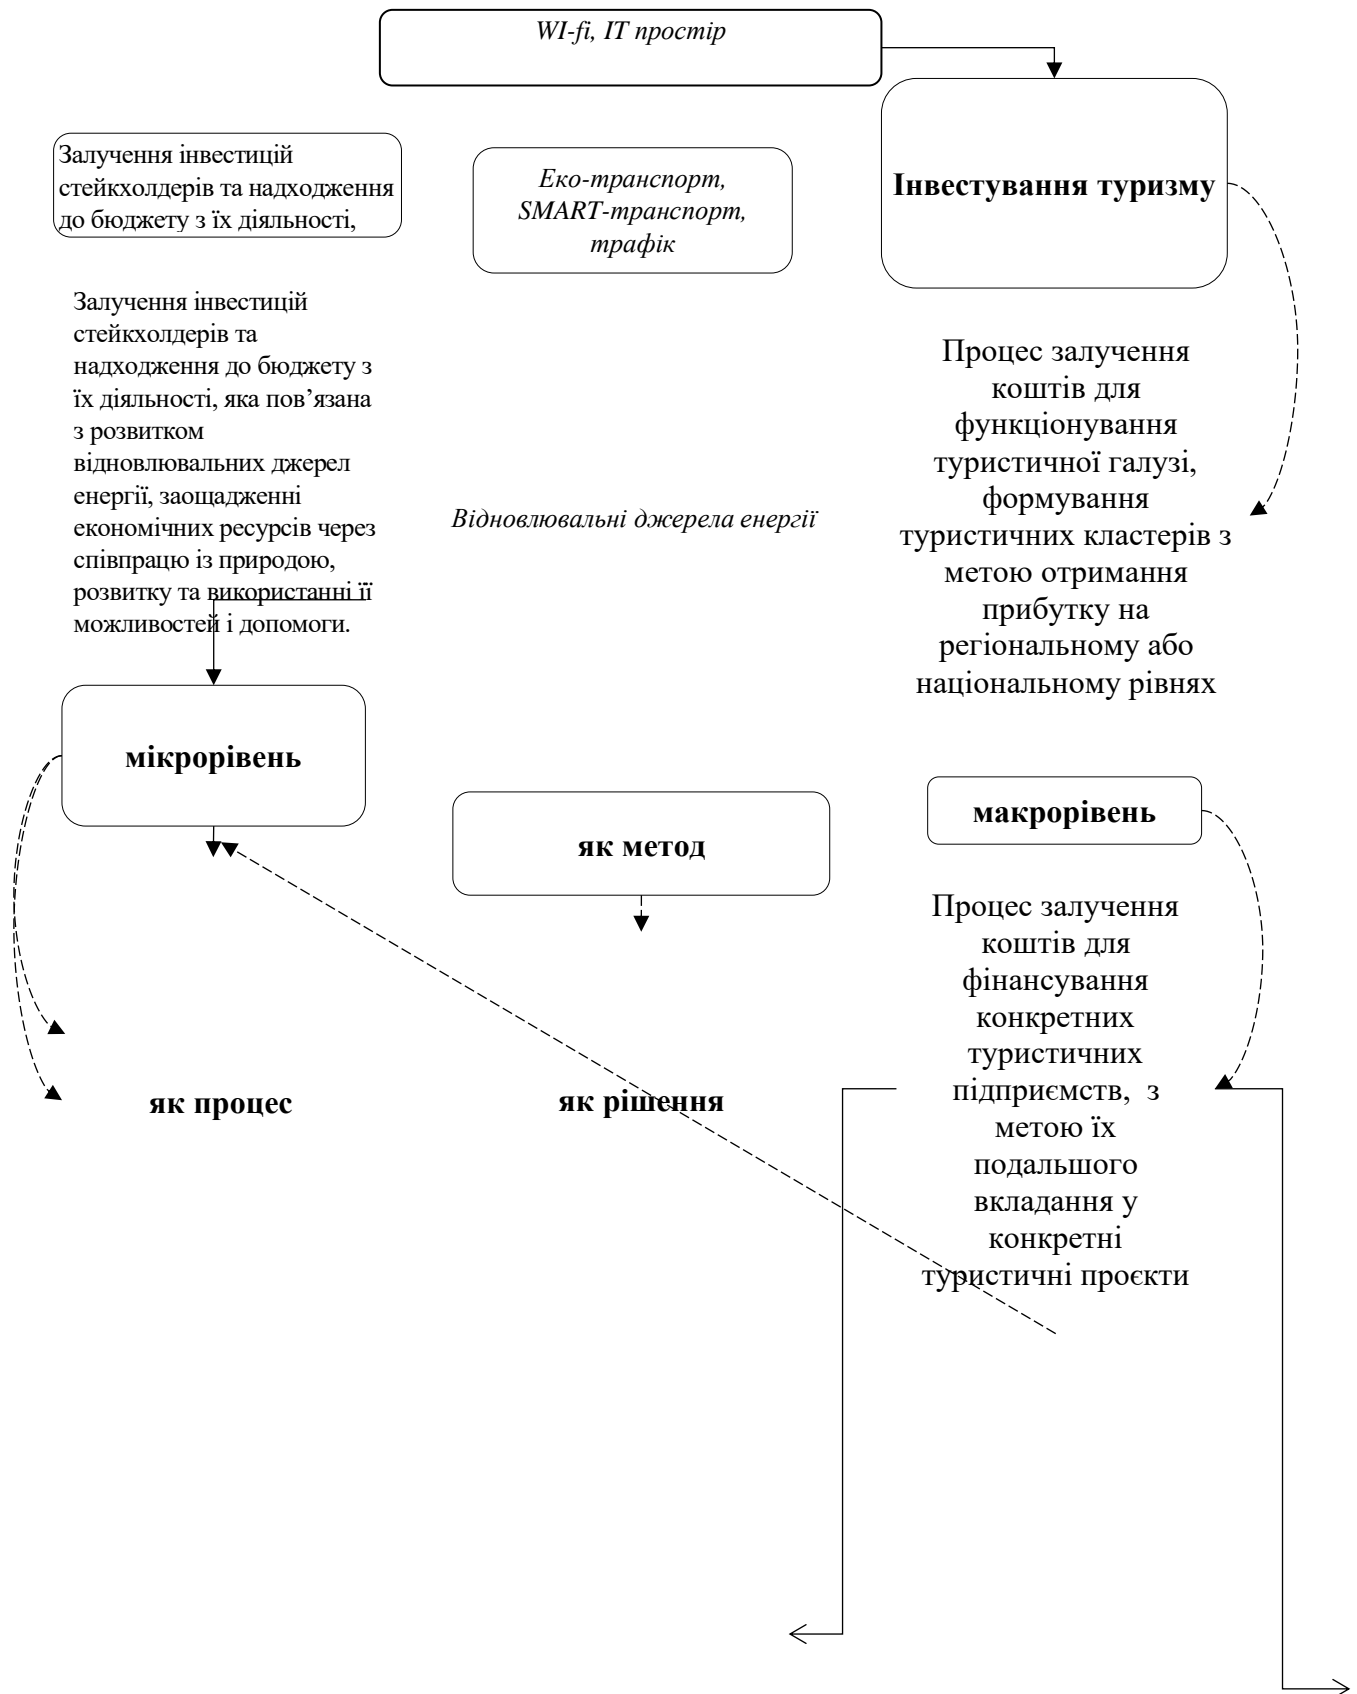 WI-fi, IT простір
Залучення інвестицій
стейкхолдерів та надходження
до бюджету з їх діяльності,
Еко-транспорт,
SMART-транспорт,
трафік
Інвестування туризму
Залучення інвестицій
стейкхолдерів та
надходження до бюджету з
їх діяльності, яка пов’язана
з розвитком
відновлювальних джерел
енергії, заощадженні
економічних ресурсів через
співпрацю із природою,
розвитку та використанні її
можливостей і допомоги.
Відновлювальні джерела енергії
Процес залучення
коштів для
функціонування
туристичної галузі,
формування
туристичних кластерів з
метою отримання
прибутку на
регіональному або
національному рівнях
мікрорівень
як метод
макрорівень
Процес залучення
коштів для
фінансування
конкретних
туристичних
підприємств, з
метою їх
подальшого
вкладання у
конкретні
туристичні проєкти
як процес
як рішення